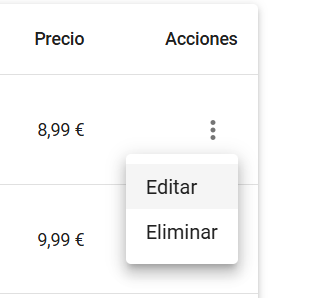 Precio Acciones
8,99 €
Editar
Eliminar
9,99 €